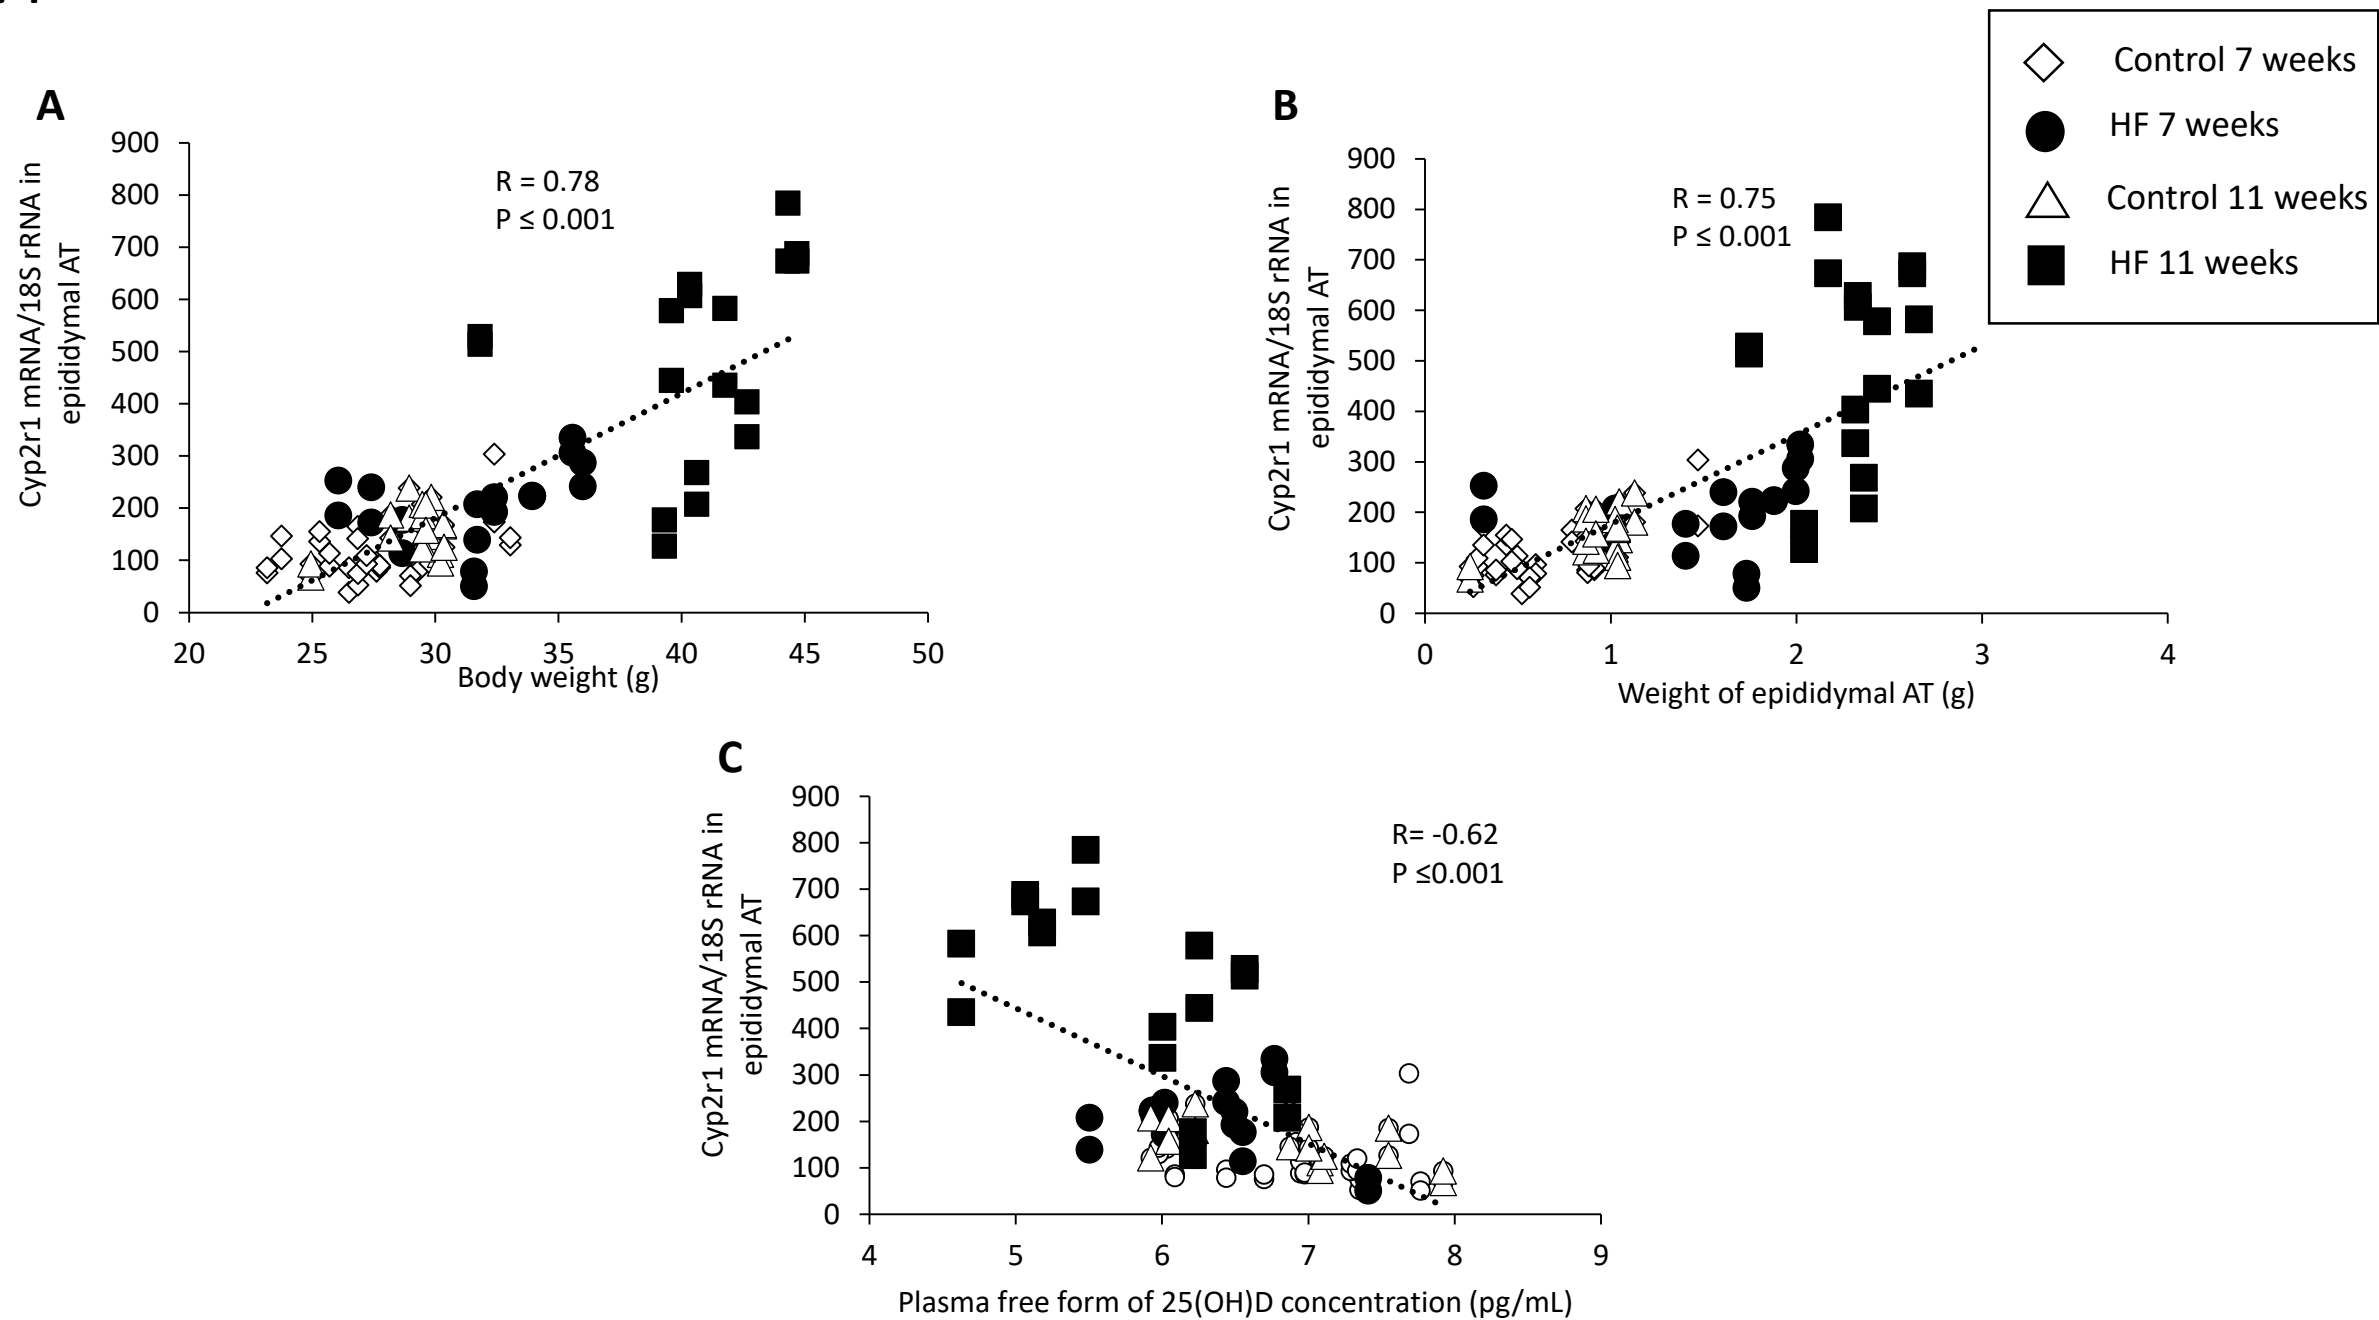 Control 7 weeks
HF 7 weeks
Control 11 weeks
HF 11 weeks
A
Cyp2r1 mRNA/18S rRNA in
epididymal AT
900
800
700
600
500
400
300
200
100
0
R = 0.78
P ≤ 0.001
20 25 30 35 40 45 50
Body weight (g)
B
Cyp2r1 mRNA/18S rRNA in
epididymal AT
900
800
700
600
500
400
300
200
100
0
R = 0.75
P ≤ 0.001
0 1 2 3 4
Weight of epididymal AT (g)
C
Cyp2r1 mRNA/18S rRNA in
epididymal AT
900
800
700
600
500
400
300
200
100
0
R= -0.62
P ≤0.001
4 5 6 7 8 9
Plasma free form of 25(OH)D concentration (pg/mL)